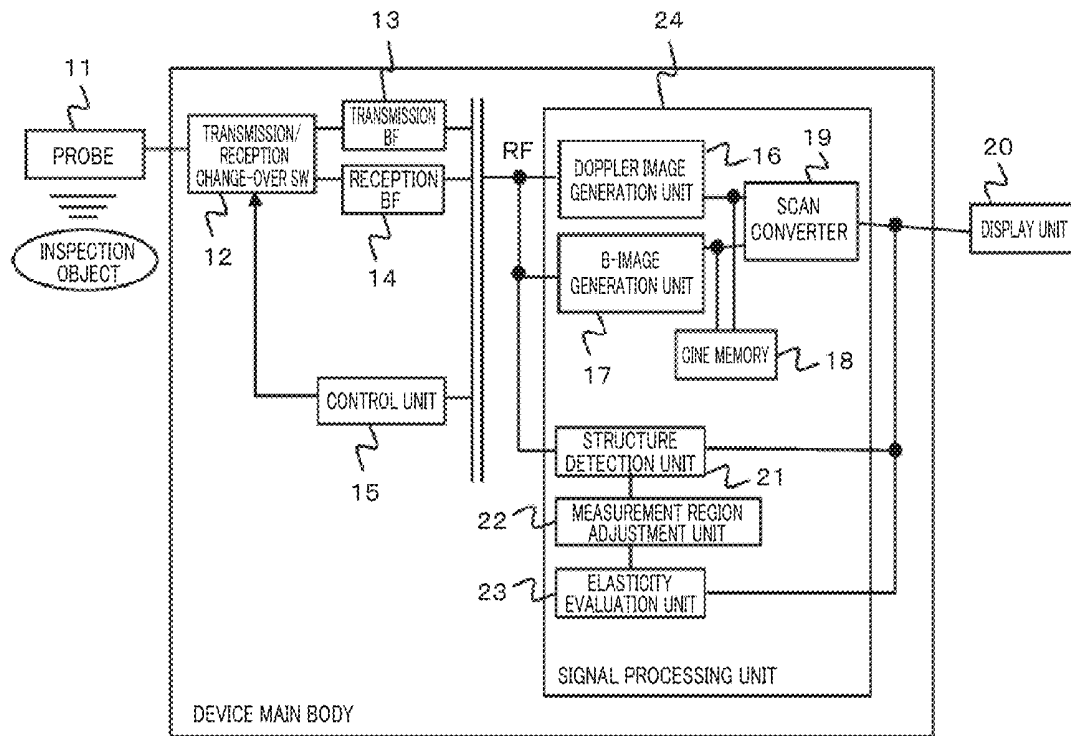 13
24
11
TRANSMISSION
BF
PROBE
TRANSMISSION/
RECEPTION
CHANGE-OVER SW
RECEPTION
BF
12
14
INSPECTION
OBJECT
RF
DOPPLER IMAGE
GENERATION UNIT
16
19
SCAN
CONVERTER
20
DISPLAY UNIT
B-IMAGE
GENERATION UNIT
17
CINE MEMORY
18
CONTROL UNIT
15
STRUCTURE
DETECTION UNIT
21
22
MEASUREMENT REGION
ADJUSTMENT UNIT
23
ELASTICITY
EVALUATION UNIT
SIGNAL PROCESSING UNIT
DEVICE MAIN BODY